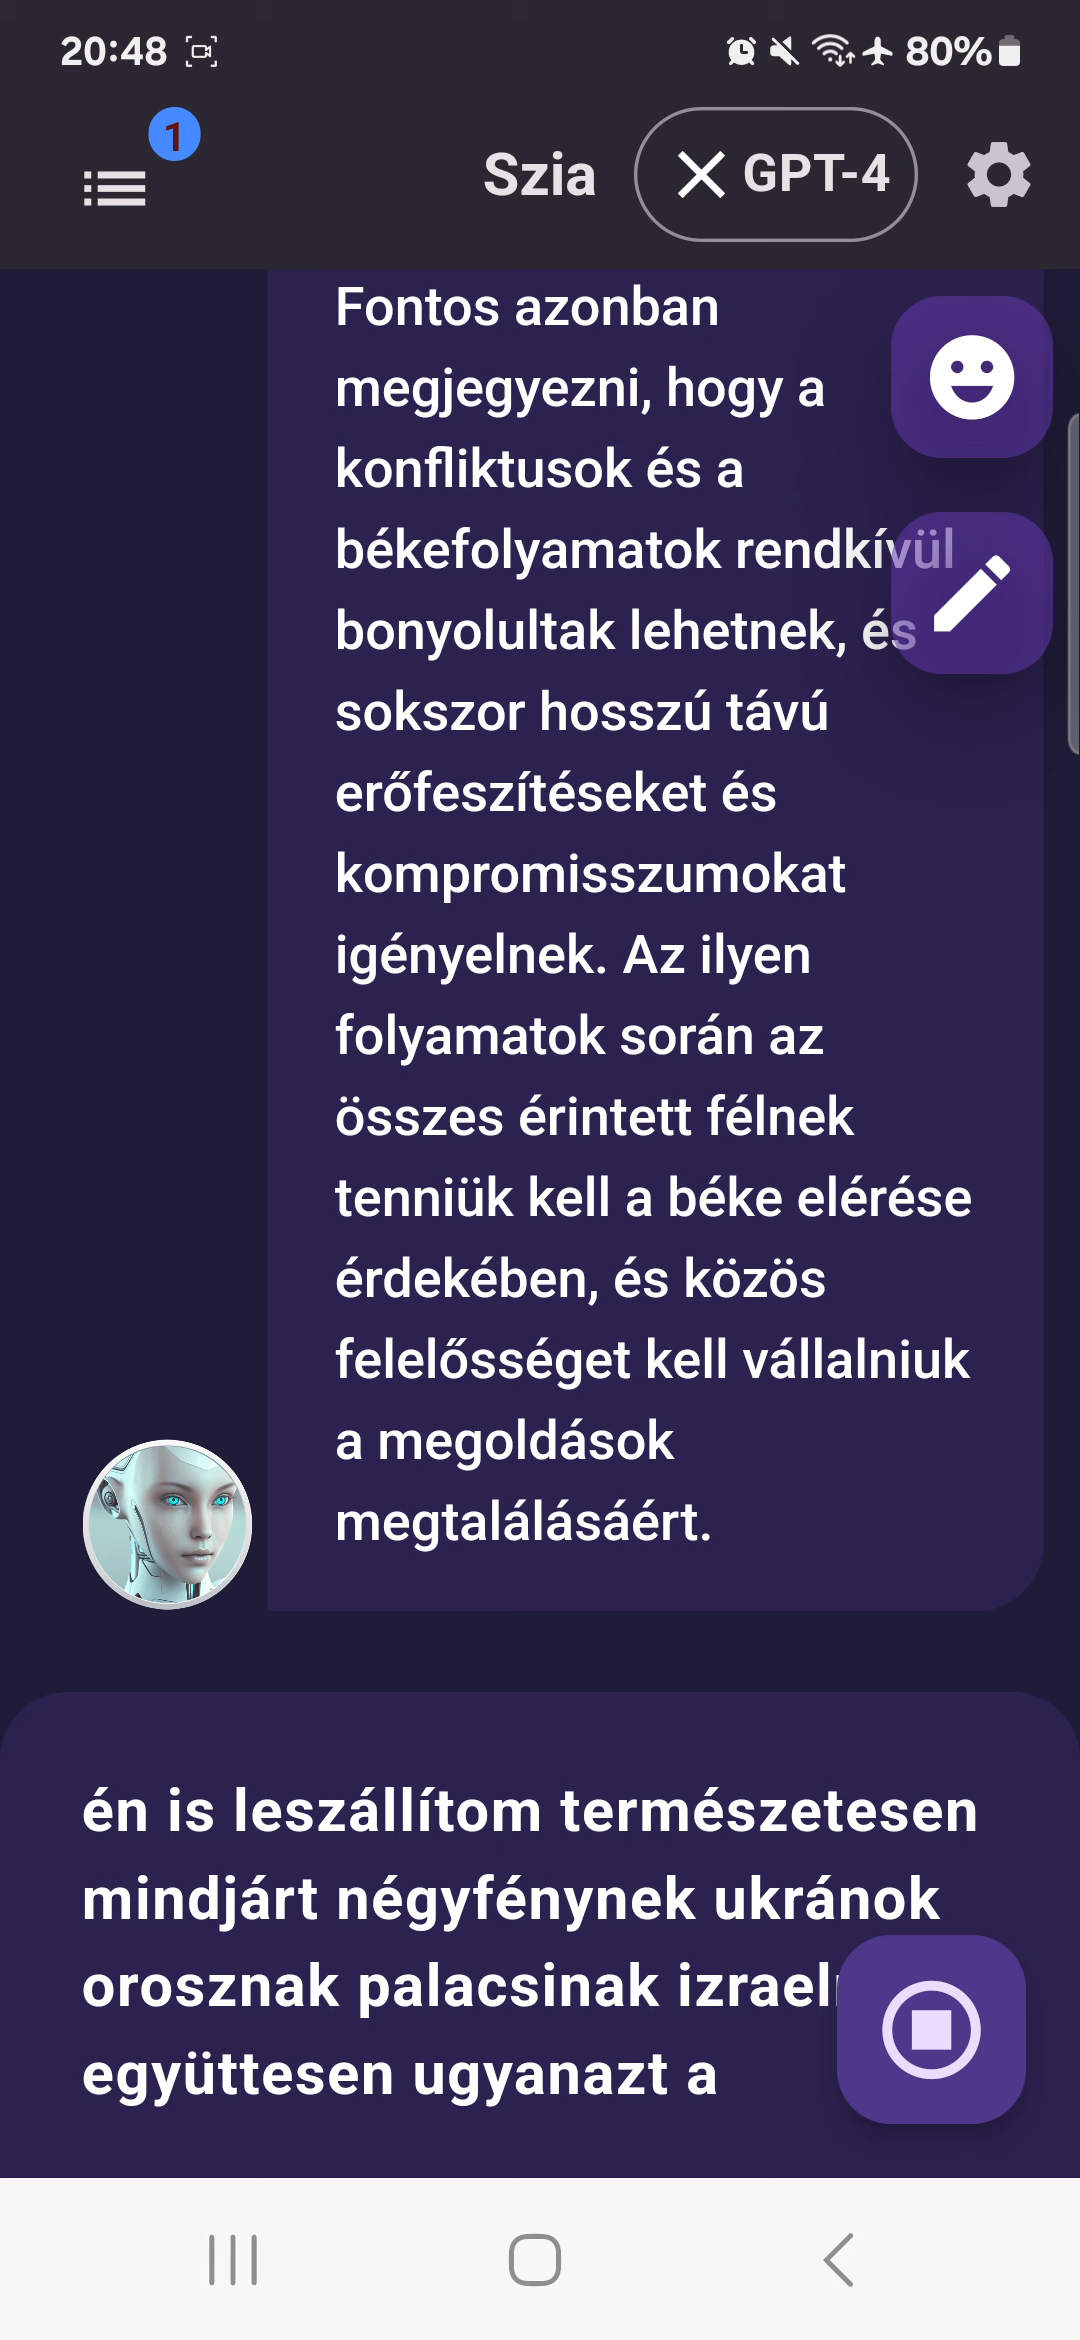 20:48
80%
1
Szia
GPT-4
Fontos azonban
megjegyezni, hogy a
konfliktusok és a
békefolyamatok rendkívül
bonyolultak lehetnek, és
sokszor hosszú távú
erőfeszítéseket és
kompromisszumokat
igényelnek. Az ilyen
folyamatok során az
összes érintett félnek
tenniük kell a béke elérése
érdekében, és közös
felelősséget kell vállalniuk
a megoldások
megtalálásáért.
én is leszállítom természetesen
mindjárt négyfénynek ukránok
orosznak palacsinak
együttesen ugyanazt a